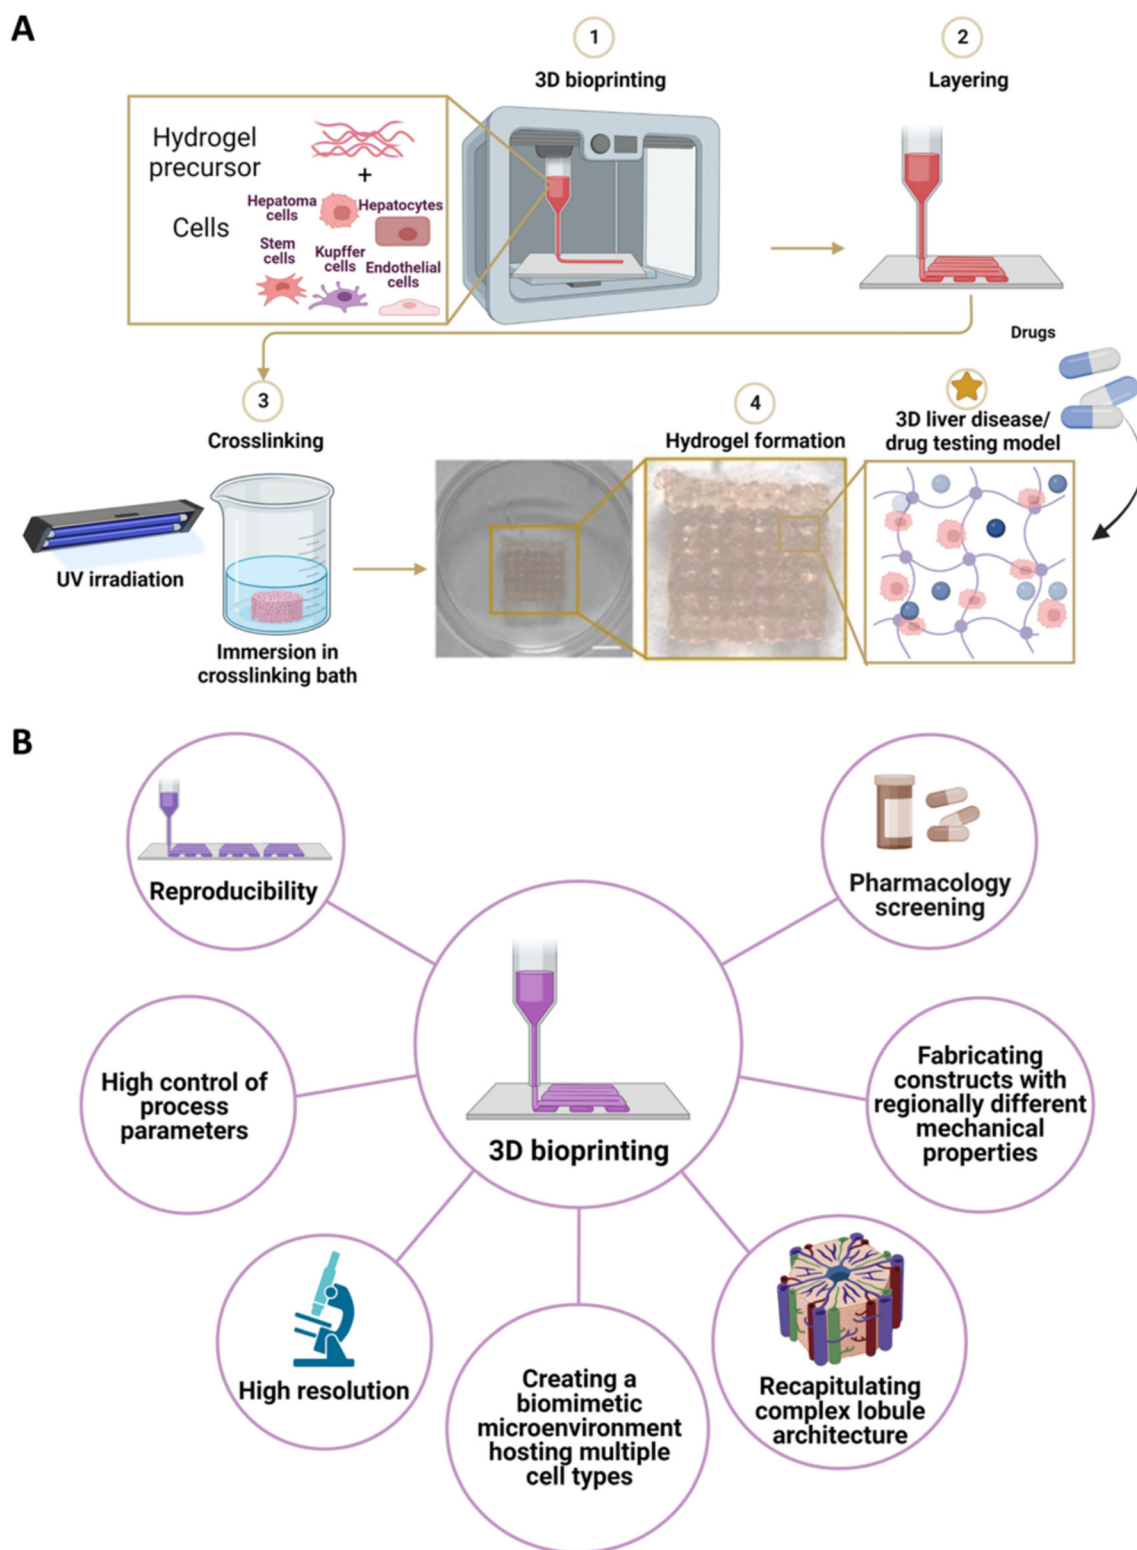 A
1
3D bioprinting
2
Layering
Hydrogel
precursor
+
Cells
Hepatoma
cells
Hepatocytes
Stem
cells
Kupffer
cells
Endothelial
cells
Drugs
3
Crosslinking
4
Hydrogel formation
3D liver disease/
drug testing model
UV irradiation
Immersion in
crosslinking bath
B
Reproducibility
Pharmacology
screening
High control of
process
parameters
3D bioprinting
Fabricating
constructs with
regionally different
mechanical
properties
High resolution
Creating a
biomimetic
microenvironment
hosting multiple
cell types
Recapitulating
complex lobule
architecture